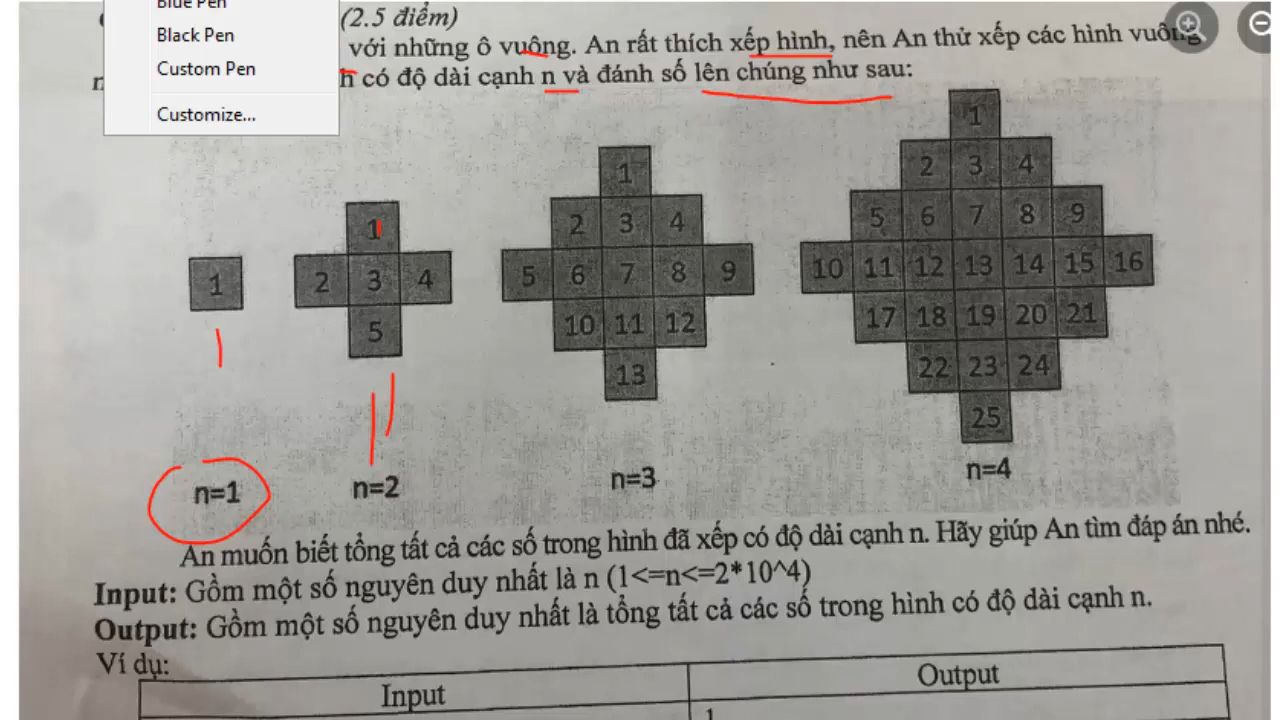 Blue Pen
Black Pen
Custom Pen
Customize...
(2.5 điểm)
với những ô vuông. An rất thích xếp hình, nên An thử xếp các hình vuông
có độ dài cạnh n và đánh số lên chúng như sau:
1
1
2 3 4
5
1
2 3 4
5 6 7 8 9
10 11 12
13
1
2 3 4
5 6 7 8 9
10 11 12 13 14 15 16
17 18 19 20 21
22 23 24
25
n=1
n=2
n=3
n=4
An muốn biết tổng tất cả các số trong hình đã xếp có độ dài cạnh n. Hãy giúp An tìm đáp án nhé.
Input: Gồm một số nguyên duy nhất là n (1<=n<=2*10^4)
Output: Gồm một số nguyên duy nhất là tổng tất cả các số trong hình có độ dài cạnh n.
Ví dụ:
Input
Output
1